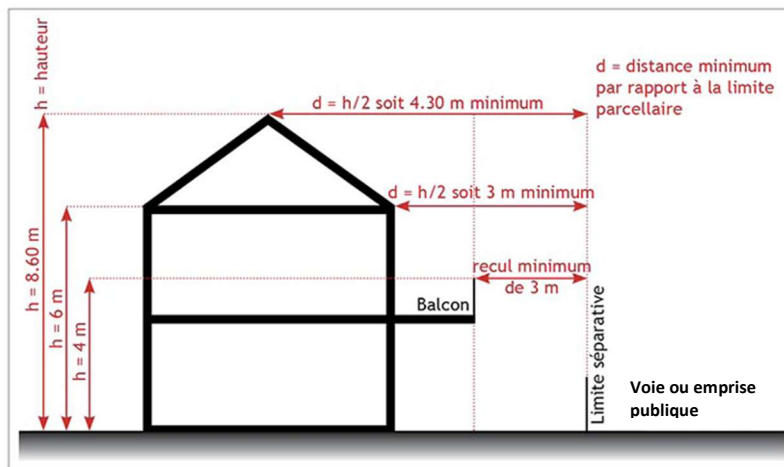 h = hauteur
d = distance minimum
par rapport à la limite
parcellaire
d = h/2 soit 4.30 m minimum
d = h/2 soit 3 m minimum
recul minimum
de 3 m
Balcon
h = 8.60 m
h = 6 m
h = 4 m
Limite séparative
Voie ou emprise
publique